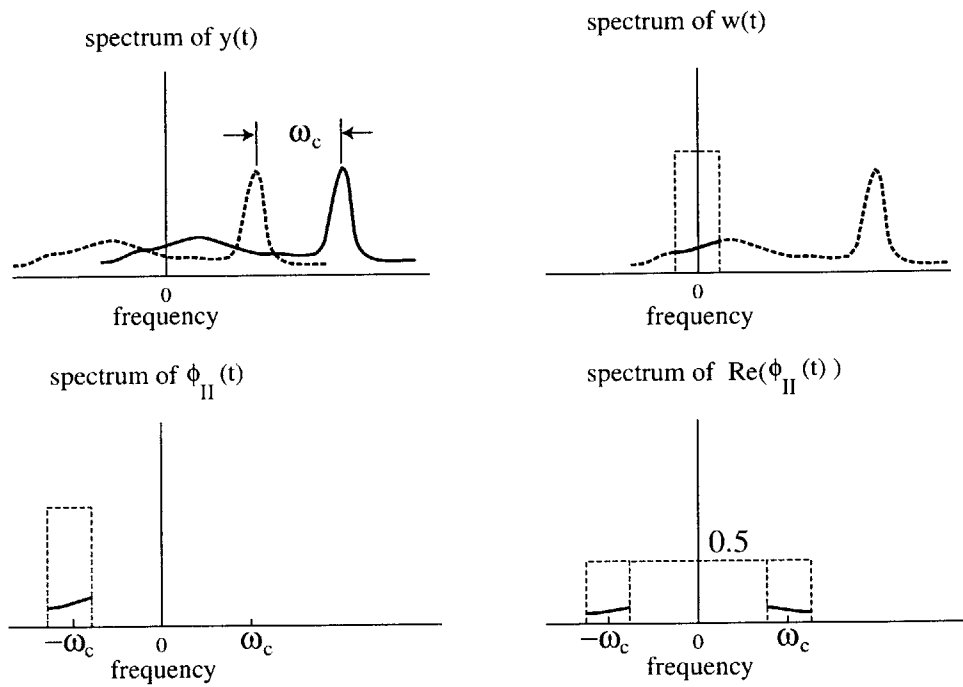 spectrum of y(t)
ω_c
0
frequency
spectrum of w(t)
0
frequency
spectrum of ϕ_II (t)
−ω_c
0
ω_c
frequency
spectrum of Re(ϕ_II (t) )
0.5
−ω_c
0
ω_c
frequency